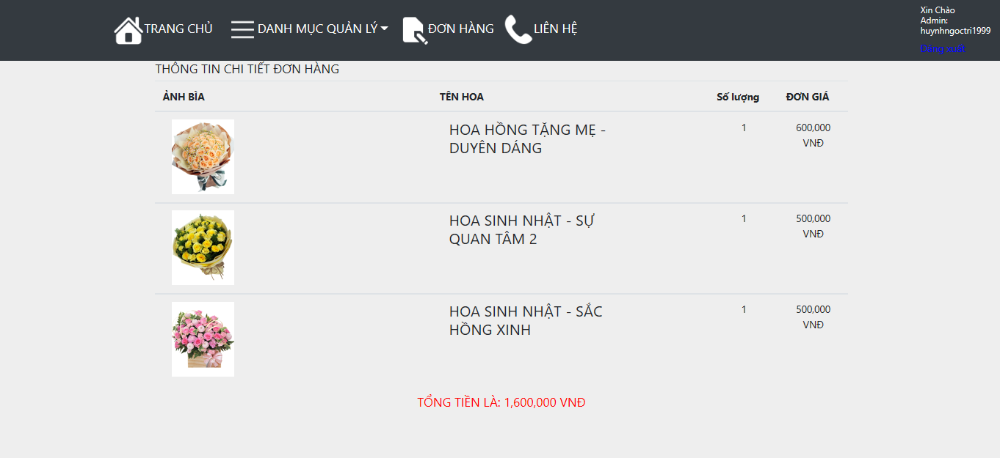 TRANG CHỦ DANH MỤC QUẢN LÝ ĐƠN HÀNG LIÊN HỆ
Xin Chào
Admin:
huynhngoctri1999
Đăng xuất
THÔNG TIN CHI TIẾT ĐƠN HÀNG
ẢNH BÌA TÊN HOA Số lượng ĐƠN GIÁ
HOA HỒNG TẶNG MẸ - 1 600,000
DUYÊN DÁNG VNĐ
HOA SINH NHẬT - SỰ 1 500,000
QUAN TÂM 2 VNĐ
HOA SINH NHẬT - SẮC 1 500,000
HỒNG XINH VNĐ
TỔNG TIỀN LÀ: 1,600,000 VNĐ